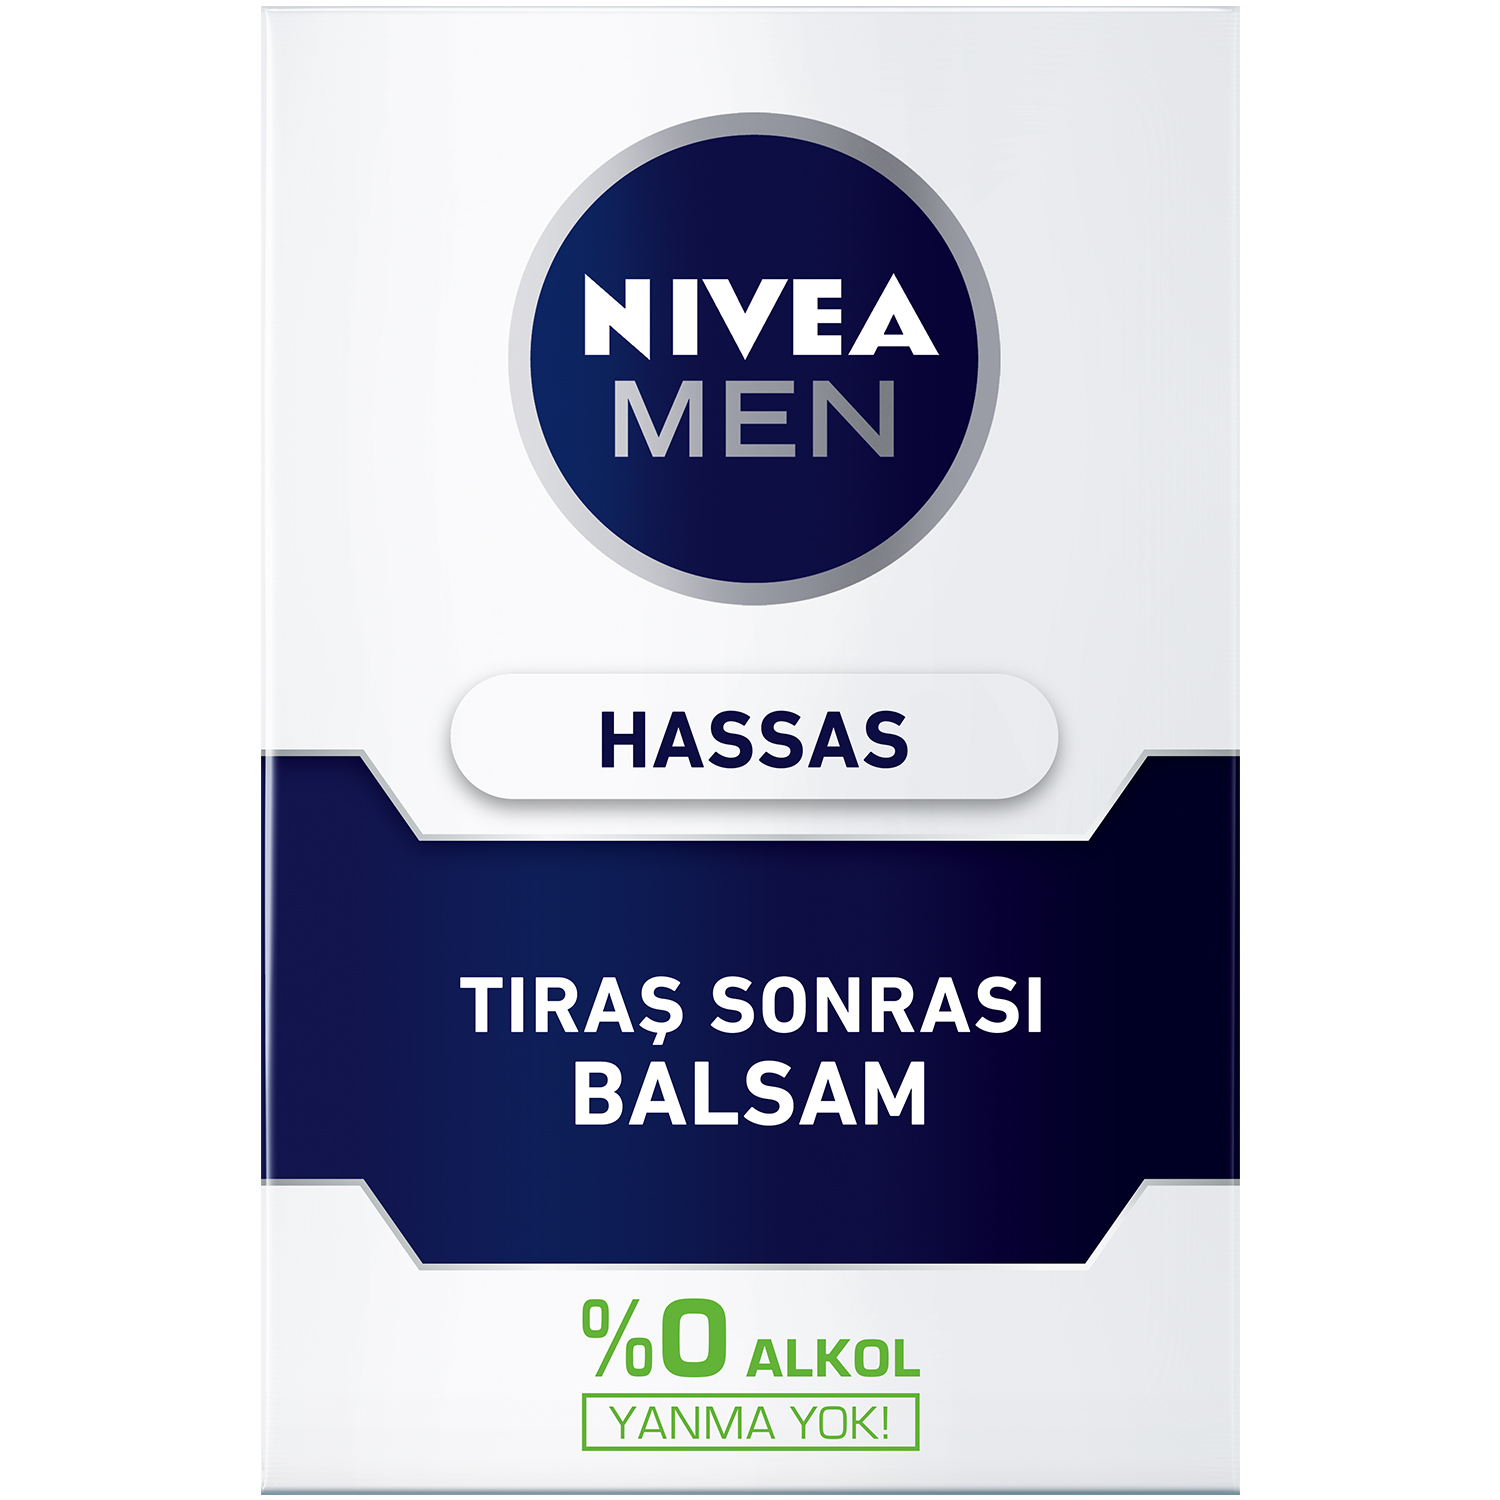 NIVEA
MEN
HASSAS
TIRAŞ SONRASI
BALSAM
%0 ALKOL
YANMA YOK!